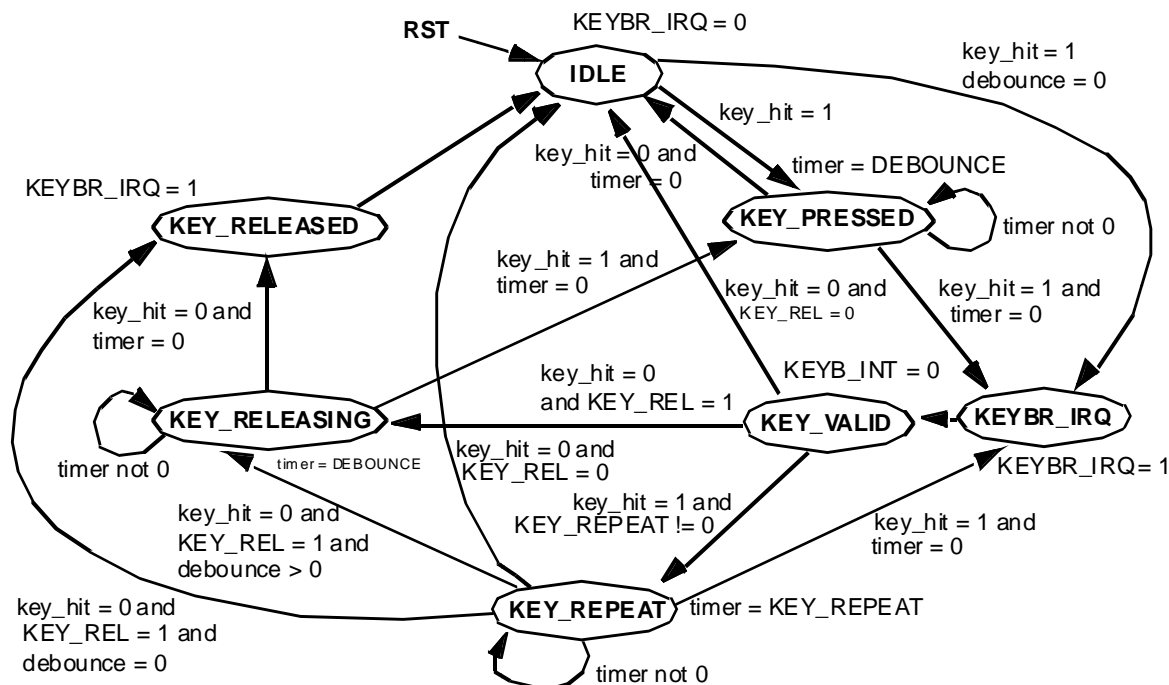 KEYBR_IRQ = 0
RST
IDLE
key_hit = 1
debounce = 0
key_hit = 1
key_hit = 0 and
timer = 0
timer = DEBOUNCE
KEYBR_IRQ = 1
KEY_RELEASED
KEY_PRESSED
timer not 0
key_hit = 1 and
timer = 0
key_hit = 0 and
KEY_REL = 0
key_hit = 1 and
timer = 0
key_hit = 0 and
timer = 0
key_hit = 0
and KEY_REL = 1
KEYB_INT = 0
KEY_RELEASING
KEY_VALID
KEYBR_IRQ
timer not 0
timer = DEBOUNCE
key_hit = 0 and
KEY_REL = 0
KEYBR_IRQ= 1
key_hit = 0 and
KEY_REL = 1 and
debounce > 0
key_hit = 1 and
KEY_REPEAT != 0
key_hit = 1 and
timer = 0
key_hit = 0 and
KEY_REL = 1 and
debounce = 0
KEY_REPEAT
timer = KEY_REPEAT
timer not 0